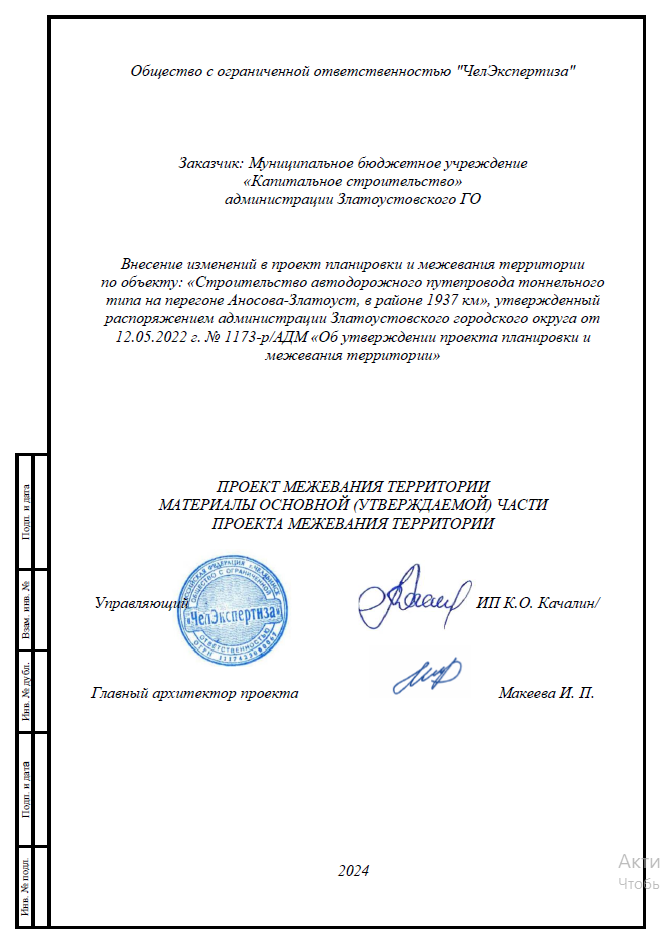 Общество с ограниченной ответственностью "ЧелЭкспертиза"
Заказчик: Муниципальное бюджетное учреждение
«Капитальное строительство»
администрации Златоустовского ГО
Внесение изменений в проект планировки и межевания территории
по объекту: «Строительство автодорожного путепровода тоннельного
типа на перегоне Аносова-Златоуст, в районе 1937 км», утвержденный
распоряжением администрации Златоустовского городского округа от
12.05.2022 г. № 1173-р/АДМ «Об утверждении проекта планировки и
межевания территории»
ПРОЕКТ МЕЖЕВАНИЯ ТЕРРИТОРИИ
МАТЕРИАЛЫ ОСНОВНОЙ (УТВЕРЖДАЕМОЙ) ЧАСТИ
ПРОЕКТА МЕЖЕВАНИЯ ТЕРРИТОРИИ
Управляющий
ИП К.О. Качалин/
ОБЩЕСТВО С ОГРАНИЧЕННОЙ
«ЧелЭкспертиза»
ОТВЕТСТВЕННОСТЬЮ
Главный архитектор проекта
Макеева И. П.
2024
Подп. и дата
Взам. инв. №
Инв. № дубл.
Подп. и дата
Инв. № подл.
Акти
Чтобь